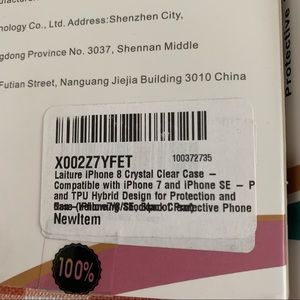 nology Co., Ltd. Address:Shenzhen City,
gdong Province No. 3037, Shennan Middle
Futian Street, Nanguang Jiejia Building 3010 China
Protective
X002Z7YFET
100372735
Laiture iPhone 8 Crystal Clear Case –
Compatible with iPhone 7 and iPhone SE – P
and TPU Hybrid Design for Protection and
Phone
NewItem
100%